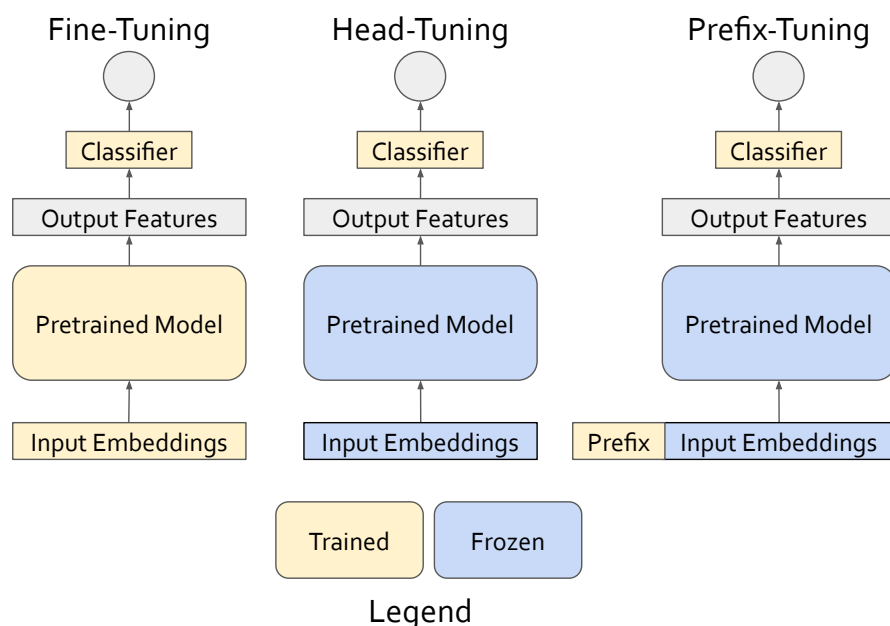 Fine-Tuning
Head-Tuning
Prefix-Tuning
Classifier
Classifier
Classifier
Output Features
Output Features
Output Features
Pretrained Model
Pretrained Model
Pretrained Model
Input Embeddings
Input Embeddings
Prefix
Input Embeddings
Trained
Frozen
Legend